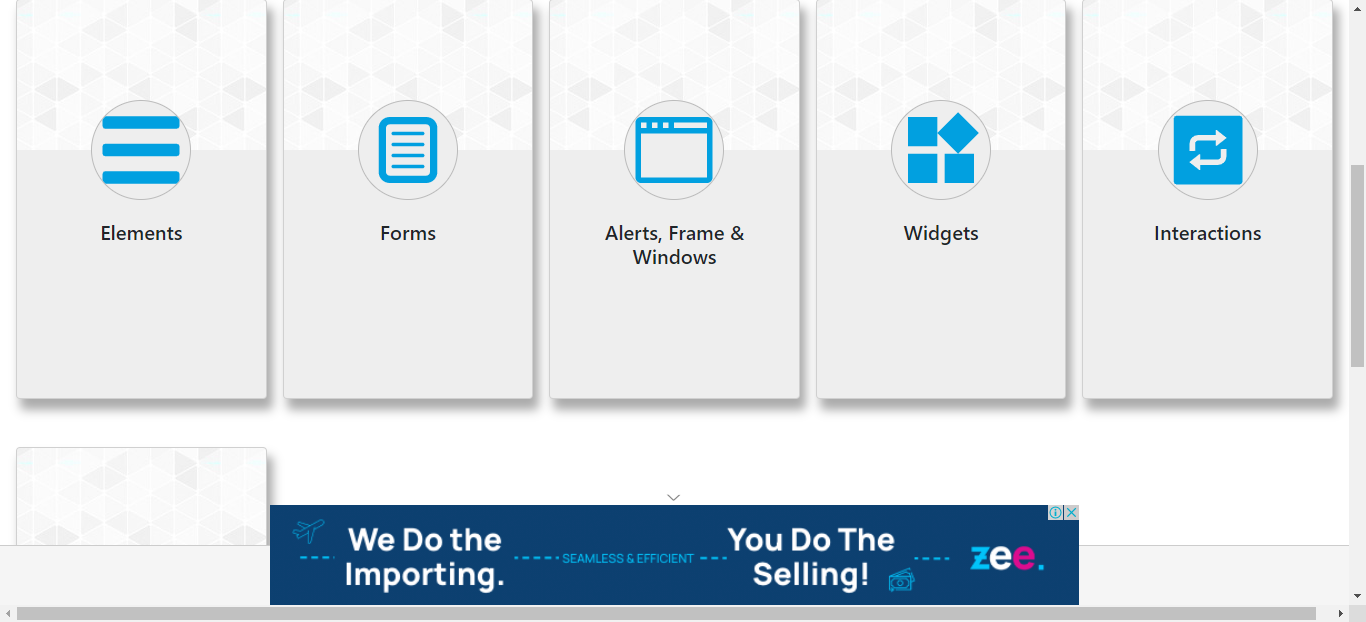 Elements
Forms
Alerts, Frame &
Windows
Widgets
Interactions
We Do the
Importing.
SEAMLESS & EFFICIENT
You Do The
Selling!
zee.